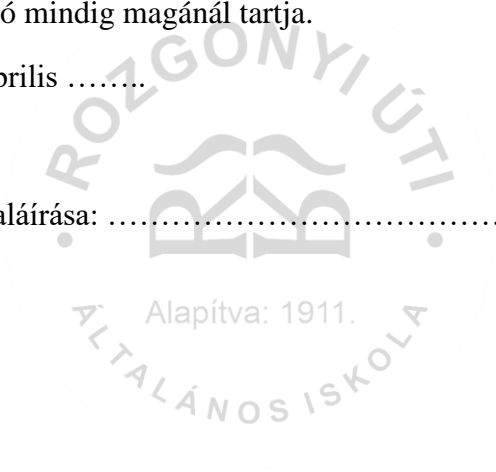 ó mindig magánál tartja.
prilis ……..
ROZGONYI ÚTI
aláírása: …………………………………
Alapítva: 1911.
ÁLTALÁNOS ISKOLA